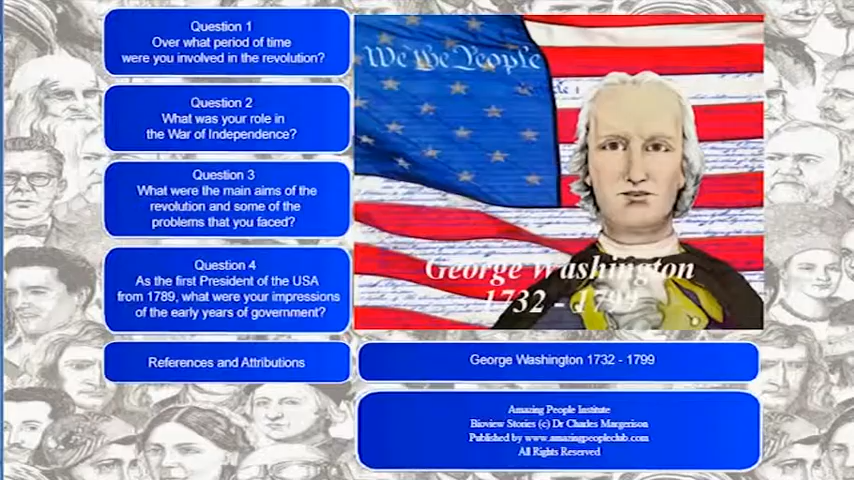 Question 1
Over what period of time
were you involved in the revolution?
Question 2
What was your role in
the War of Independence?
Question 3
What were the main aims of the
revolution and some of the
problems that you faced?
Question 4
As the first President of the USA
from 1789, what were your impressions
of the early years of government?
References and Attributions
We the People
George Washington
1732 - 1799
George Washington 1732 - 1799
Amazing People Institute
Bioview Stories (c) Dr Charles Margerison
Published by www.amazingpeopleclub.com
All Rights Reserved